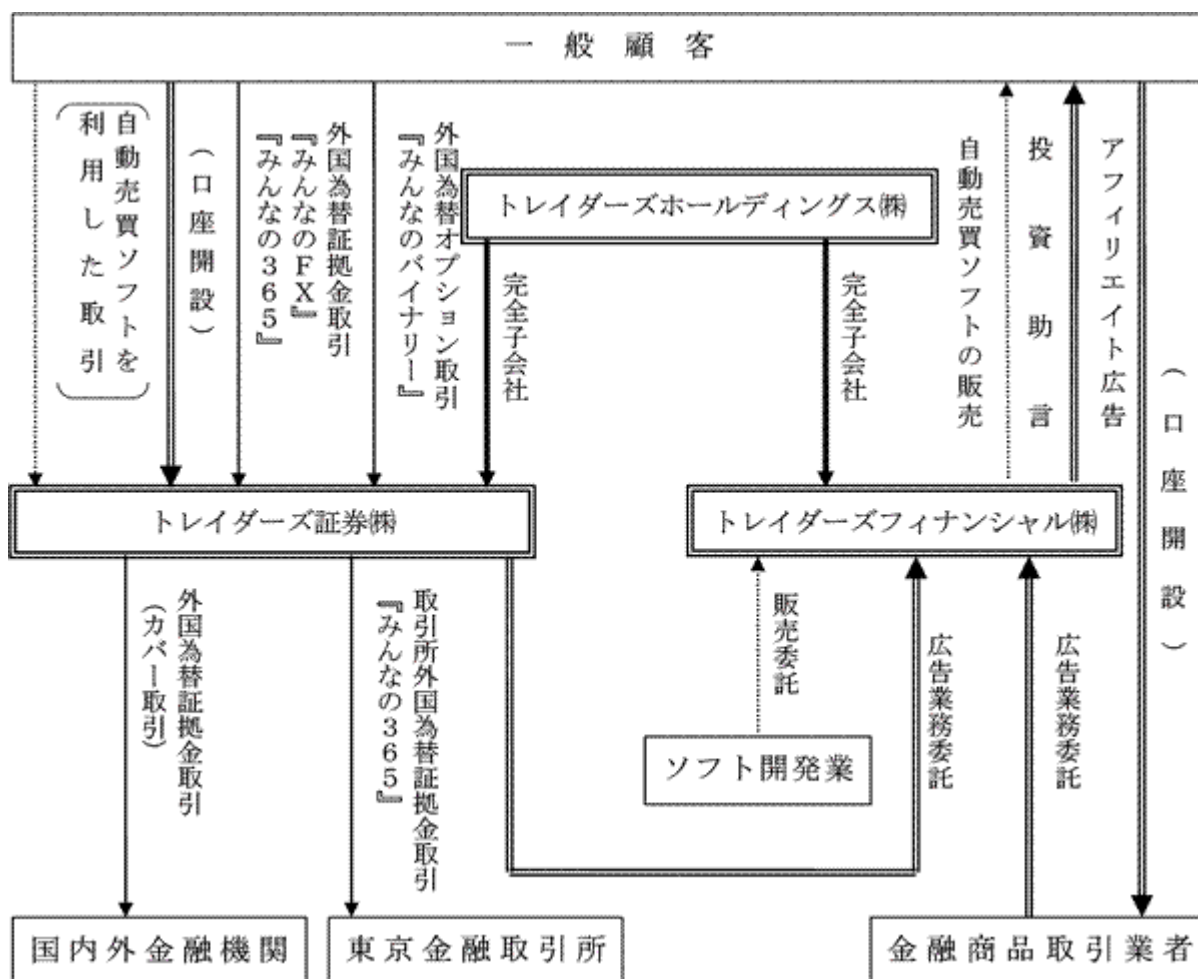 一般顧客
自動売買ソフトを
利用した取引
（口座開設）
外国為替証拠金取引
『みんなのＦＸ』
『みんなの３６５』
外国為替オプション取引
『みんなのバイナリー』
トレイダーズホールディングス㈱
完全子会社
完全子会社
自動売買ソフトの販売
投資助言
アフィリエイト広告
（口座開設）
トレイダーズ証券㈱
トレイダーズフィナンシャル㈱
外国為替証拠金取引
（カバー取引）
取引所外国為替証拠金取引
『みんなの３６５』
販売委託
広告業務委託
広告業務委託
ソフト開発業
国内外金融機関
東京金融取引所
金融商品取引業者